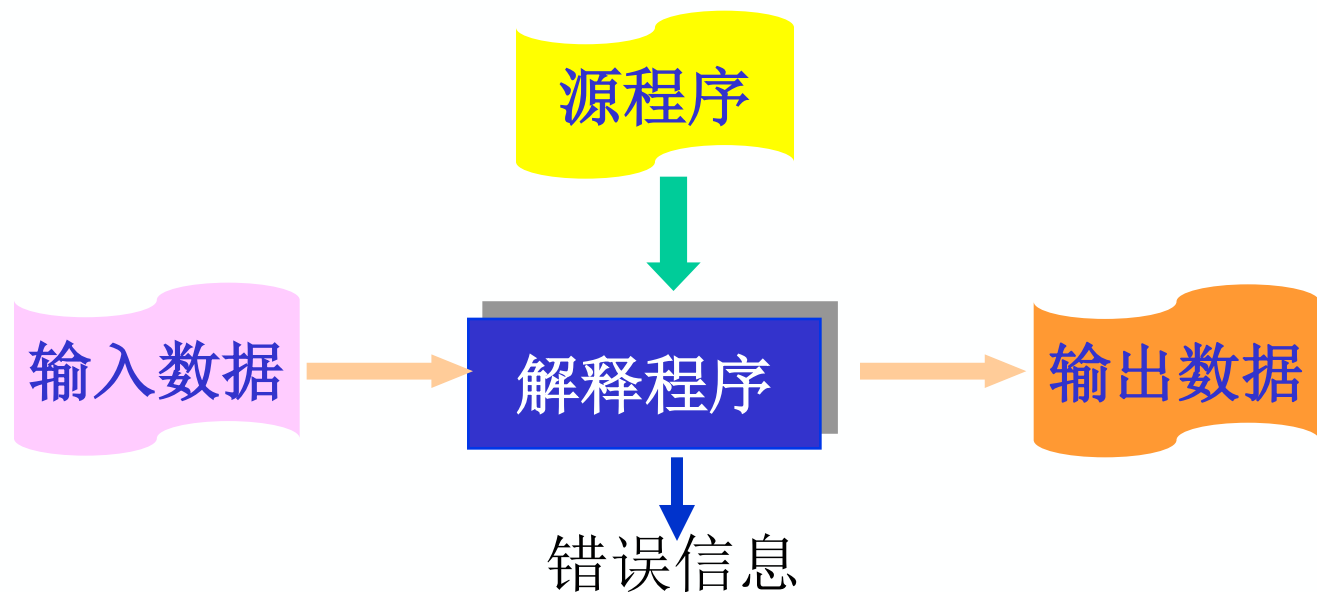 源程序
输入数据
解释程序
输出数据
错误信息